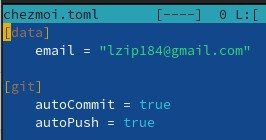 chezmoi.toml [----] 0 L:[
[data]
email = "lzip184@gmail.com"
[git]
autoCommit = true
autoPush = true